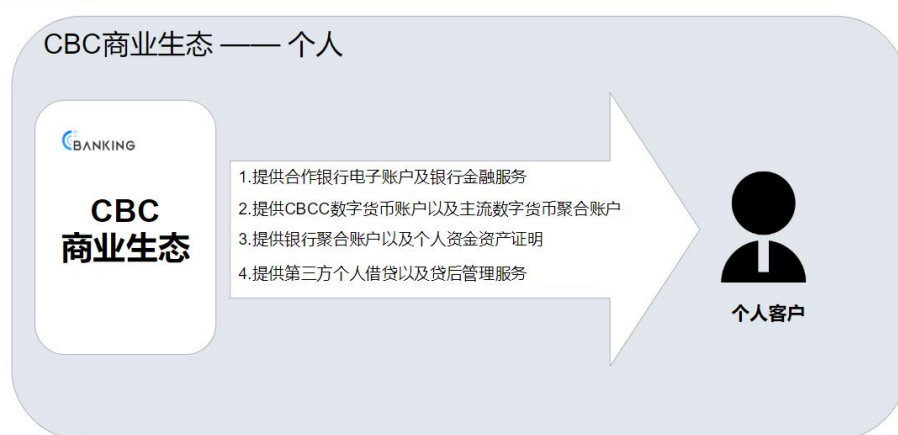 CBC商业生态 —— 个人
CBANKING
CBC
商业生态
1.提供合作银行电子账户及银行金融服务
2.提供CBCC数字货币账户以及主流数字货币聚合账户
3.提供银行聚合账户以及个人资金资产证明
4.提供第三方个人借贷以及贷后管理服务
个人客户